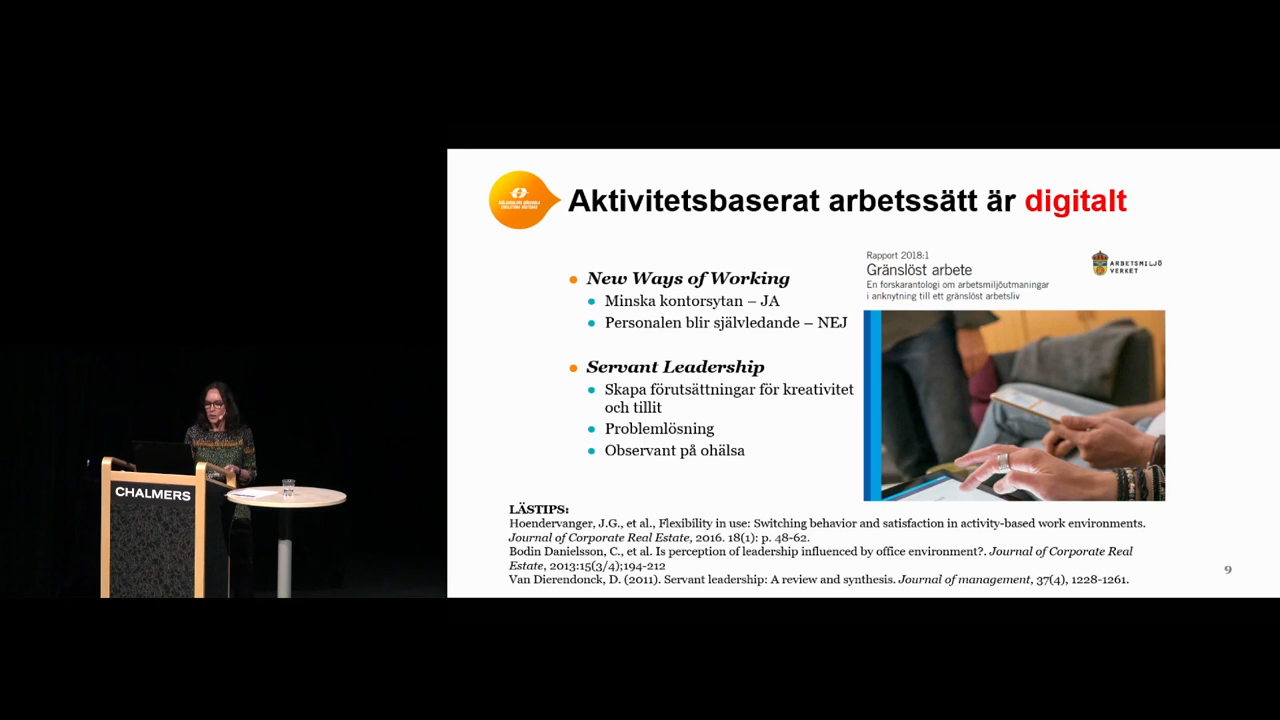 Aktivitetsbaserat arbetssätt är digitalt
New Ways of Working
Minska kontorsytan – JA
Personalen blir självledande – NEJ
Servant Leadership
Skapa förutsättningar för kreativitet
och tillit
Problemlösning
Observant på ohälsa
Rapport 2018:1
Gränslöst arbete
En forskarantologi om arbetsmiljöutmaningar
i anknytning till ett gränslöst arbetsliv
ARBETSMILJÖ
VERKET
LÄSTIPS:
Hoendervanger, J.G., et al., Flexibility in use: Switching behavior and satisfaction in activity-based work environments.
Journal of Corporate Real Estate, 2016. 18(1): p. 48-62.
Bodin Danielsson, C., et al. Is perception of leadership influenced by office environment?. Journal of Corporate Real
Estate, 2013:15(3/4);194-212
Van Dierendonck, D. (2011). Servant leadership: A review and synthesis. Journal of management, 37(4), 1228-1261.
9
CHALMERS